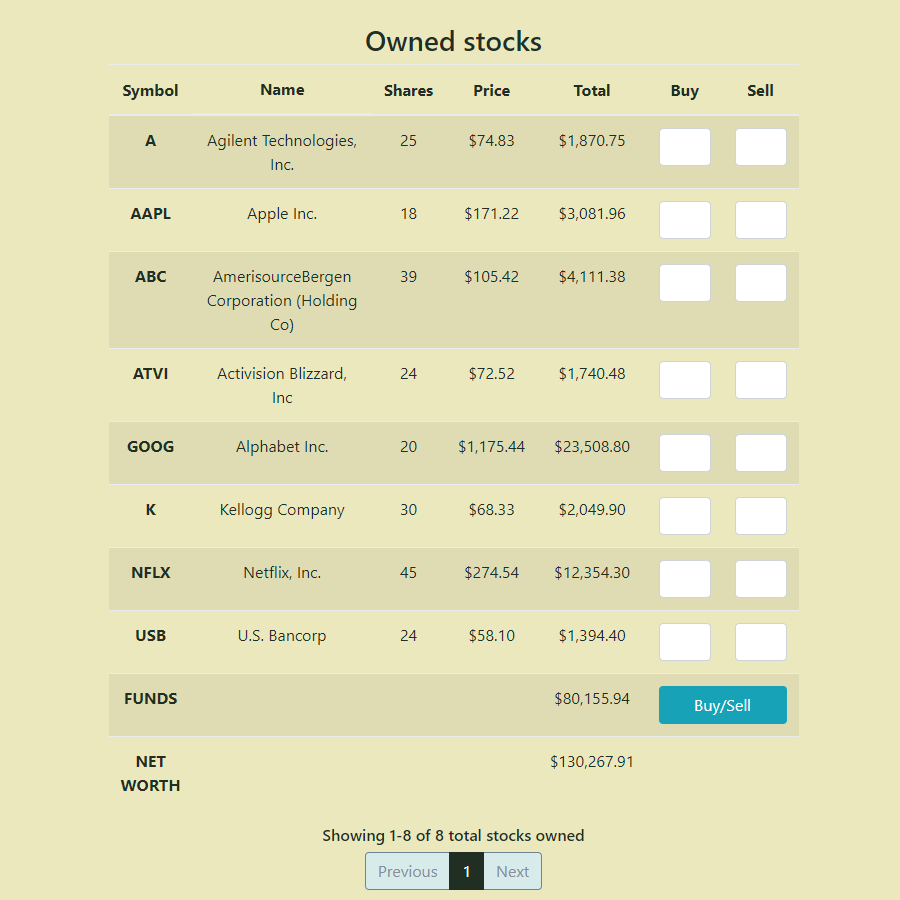 Owned stocks
Symbol Name Shares Price Total Buy Sell
A Agilent Technologies, 25 $74.83 $1,870.75
Inc.
AAPL Apple Inc. 18 $171.22 $3,081.96
ABC AmerisourceBergen 39 $105.42 $4,111.38
Corporation (Holding
Co)
ATVI Activision Blizzard, 24 $72.52 $1,740.48
Inc
GOOG Alphabet Inc. 20 $1,175.44 $23,508.80
K Kellogg Company 30 $68.33 $2,049.90
NFLX Netflix, Inc. 45 $274.54 $12,354.30
USB U.S. Bancorp 24 $58.10 $1,394.40
FUNDS $80,155.94 Buy/Sell
NET $130,267.91
WORTH
Showing 1-8 of 8 total stocks owned
Previous 1 Next